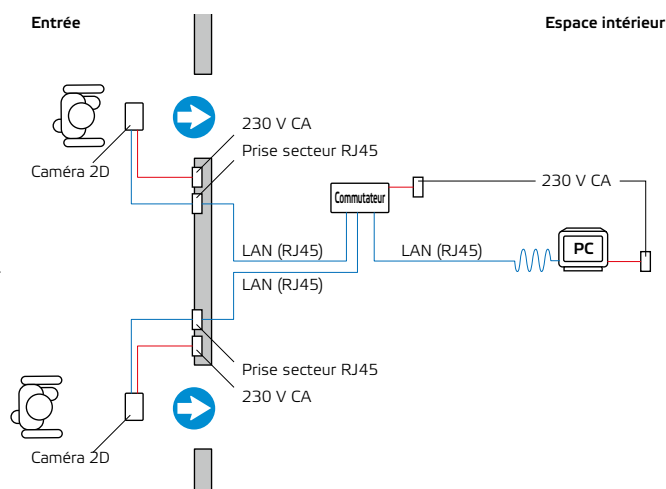 Entrée
Espace intérieur
230 V CA
Prise secteur RJ45
Caméra 2D
230 V CA
Commutateur
LAN (RJ45)
LAN (RJ45)
PC
LAN (RJ45)
Prise secteur RJ45
230 V CA
Caméra 2D